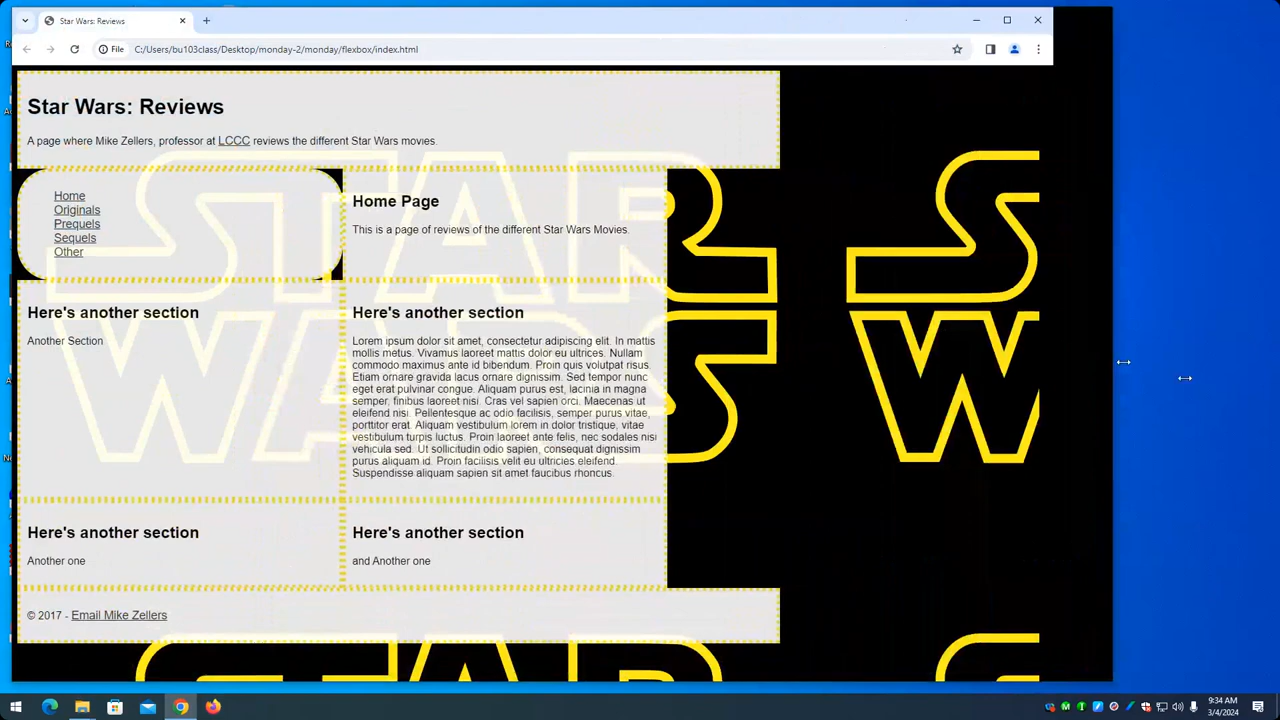 Star Wars: Reviews
File
C:/Users/bu103class/Desktop/monday-2/monday/flexbox/index.html
Star Wars: Reviews
A page where Mike Zellers, professor at LCCC reviews the different Star Wars movies.
Home
Originals
Prequels
Sequels
Other
Home Page
This is a page of reviews of the different Star Wars Movies.
Here's another section
Another Section
Here's another section
Lorem ipsum dolor sit amet, consectetur adipiscing elit. In mattis
mollis metus. Vivamus laoreet mattis dolor eu ultrices. Nullam
commodo maximus ante id bibendum. Proin quis volutpat risus.
Etiam ornare gravida lacus ornare dignissim. Sed tempor nunc
eget erat pulvinar congue. Aliquam purus est, lacinia in magna
semper, finibus laoreet nisi. Cras vel sapien orci. Maecenas ut
eleifend nisi. Pellentesque ac odio facilisis, semper purus vitae,
porttitor erat. Aliquam vestibulum lorem in dolor tristique, vitae
vestibulum turpis luctus. Proin laoreet ante felis, nec sodales nisi
vehicula sed. Ut sollicitudin odio sapien, consequat dignissim
purus aliquam id. Proin facilisis velit eu ultricies eleifend.
Suspendisse aliquam sapien sit amet faucibus rhoncus.
Here's another section
Another one
Here's another section
and Another one
© 2017 - Email Mike Zellers
STAR
WARS
S
W
STAR
9:34 AM
3/4/2024